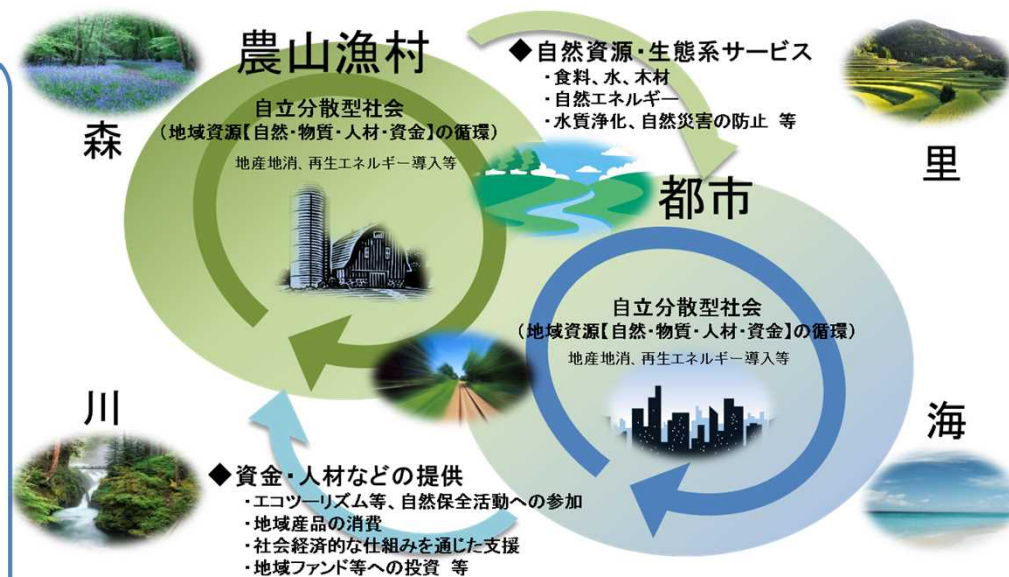 農山漁村
◆自然資源・生態系サービス
・食料、水、木材
・自然エネルギー
・水質浄化、自然災害の防止 等
森
自立分散型社会
(地域資源【自然・物質・人材・資金】の循環)
地産地消、再生エネルギー導入等
里
都市
自立分散型社会
(地域資源【自然・物質・人材・資金】の循環)
地産地消、再生エネルギー導入等
川
海
◆資金・人材などの提供
・エコツーリズム等、自然保全活動への参加
・地域産品の消費
・社会経済的な仕組みを通じた支援
・地域ファンド等への投資 等